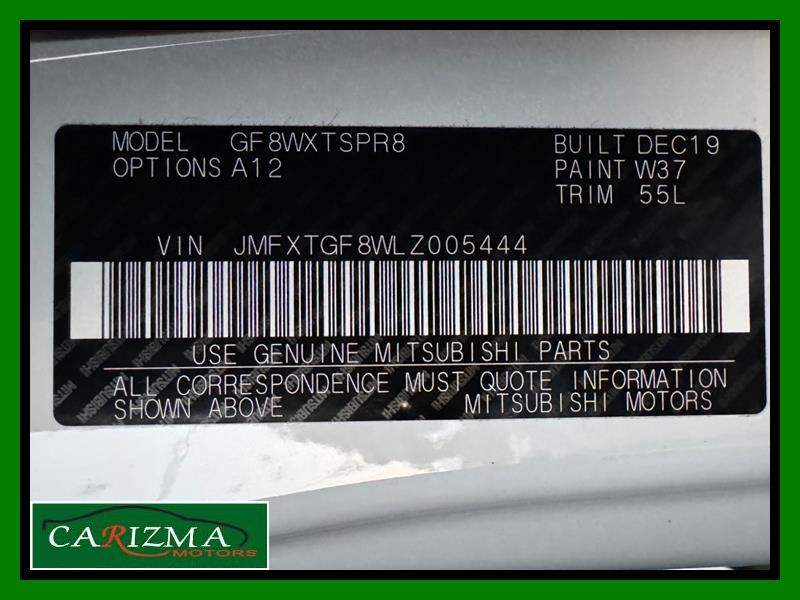 MODEL GF8WXTSPR8 BUILT DEC19
OPTIONS A12 PAINT W37
TRIM 55L
VIN JMFXTGF8WLZ005444
USE GENUINE MITSUBISHI PARTS
ALL CORRESPONDENCE MUST QUOTE INFORMATION
SHOWN ABOVE MITSUBISHI MOTORS
CARIZMA
MOTORS